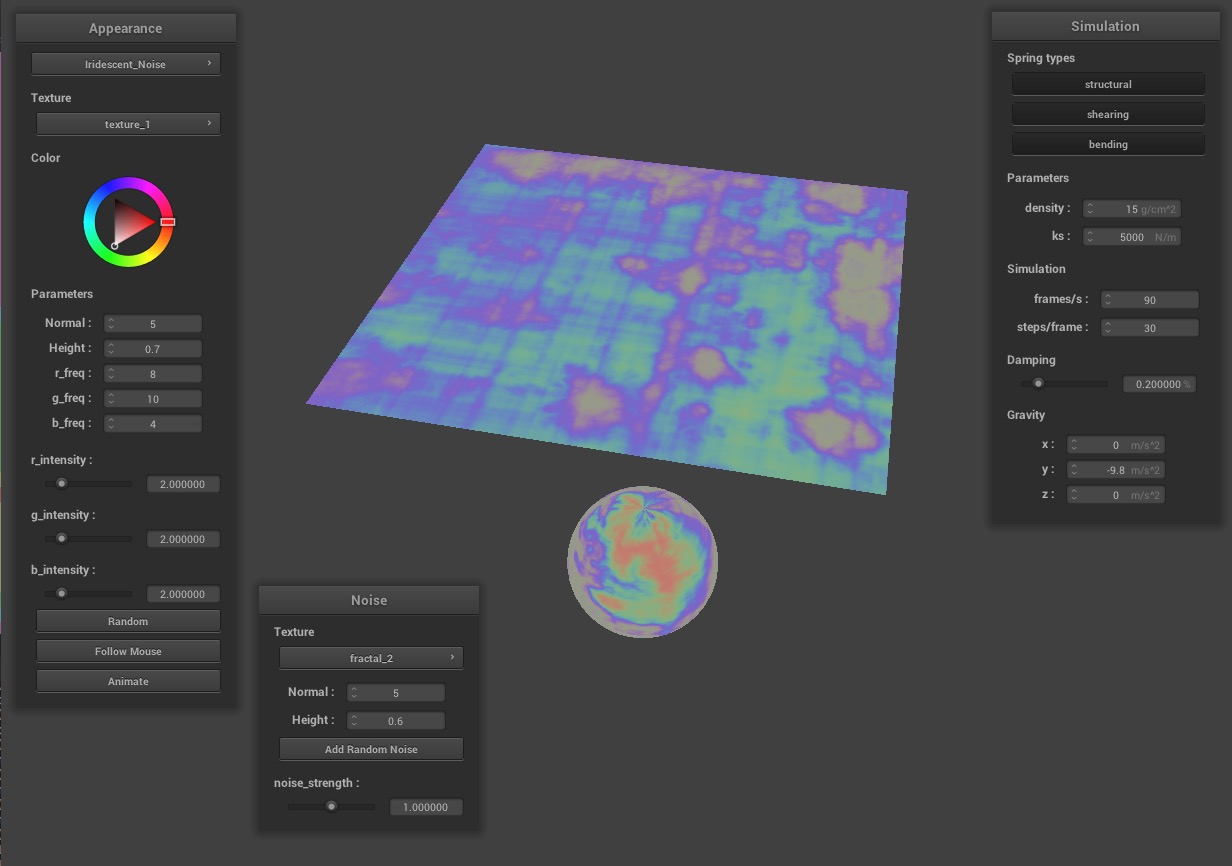 Appearance
Iridescent_Noise
Texture
texture_1
Color
Parameters
Normal : 5
Height : 0.7
r_freq : 8
g_freq : 10
b_freq : 4
r_intensity :
2.000000
g_intensity :
2.000000
b_intensity :
2.000000
Random
Follow Mouse
Animate
Noise
Texture
fractal_2
Normal : 5
Height : 0.6
Add Random Noise
noise_strength :
1.000000
Simulation
Spring types
structural
shearing
bending
Parameters
density : 15 g/cm^2
ks : 5000 N/m
Simulation
frames/s : 90
steps/frame : 30
Damping
0.200000 %
Gravity
x : 0 m/s^2
y : -9.8 m/s^2
z : 0 m/s^2